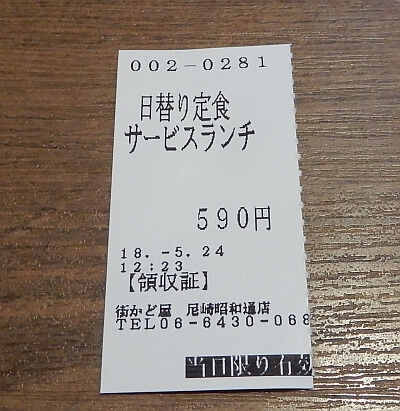 002-0281
日替り定食
サービスランチ
590円
18.-5.24
12:23
【領収証】
街かど屋 尼崎昭和通店
TEL06-6430-068
当日限り有効